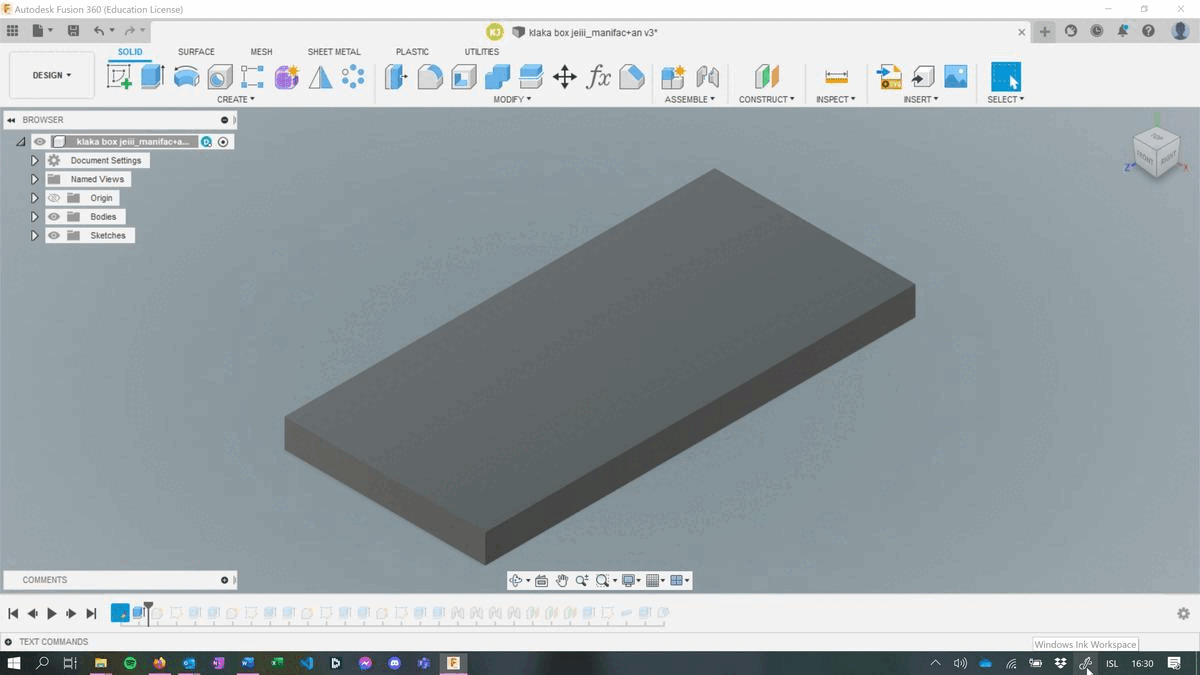 Autodesk Fusion 360 (Education License)
KJ klaka box jeiii_manifac+an v3*
SOLID SURFACE MESH SHEET METAL PLASTIC UTILITIES
DESIGN
CREATE MODIFY ASSEMBLE CONSTRUCT INSPECT INSERT SELECT
BROWSER
klaka box jeiii_manifac+a...
Document Settings
Named Views
Origin
Bodies
Sketches
TOP
FRONT RIGHT
Z X
COMMENTS
TEXT COMMANDS
Windows Ink Workspace
ISL 16:30